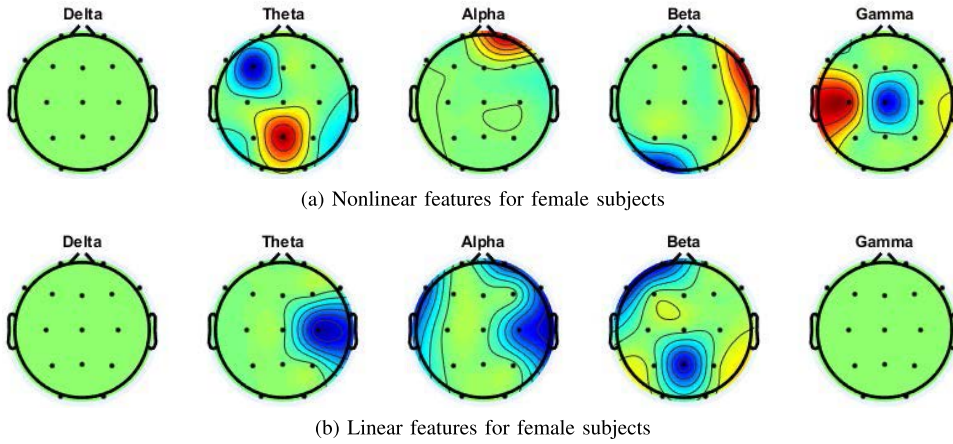 Delta Theta Alpha Beta Gamma
(a) Nonlinear features for female subjects
Delta Theta Alpha Beta Gamma
(b) Linear features for female subjects